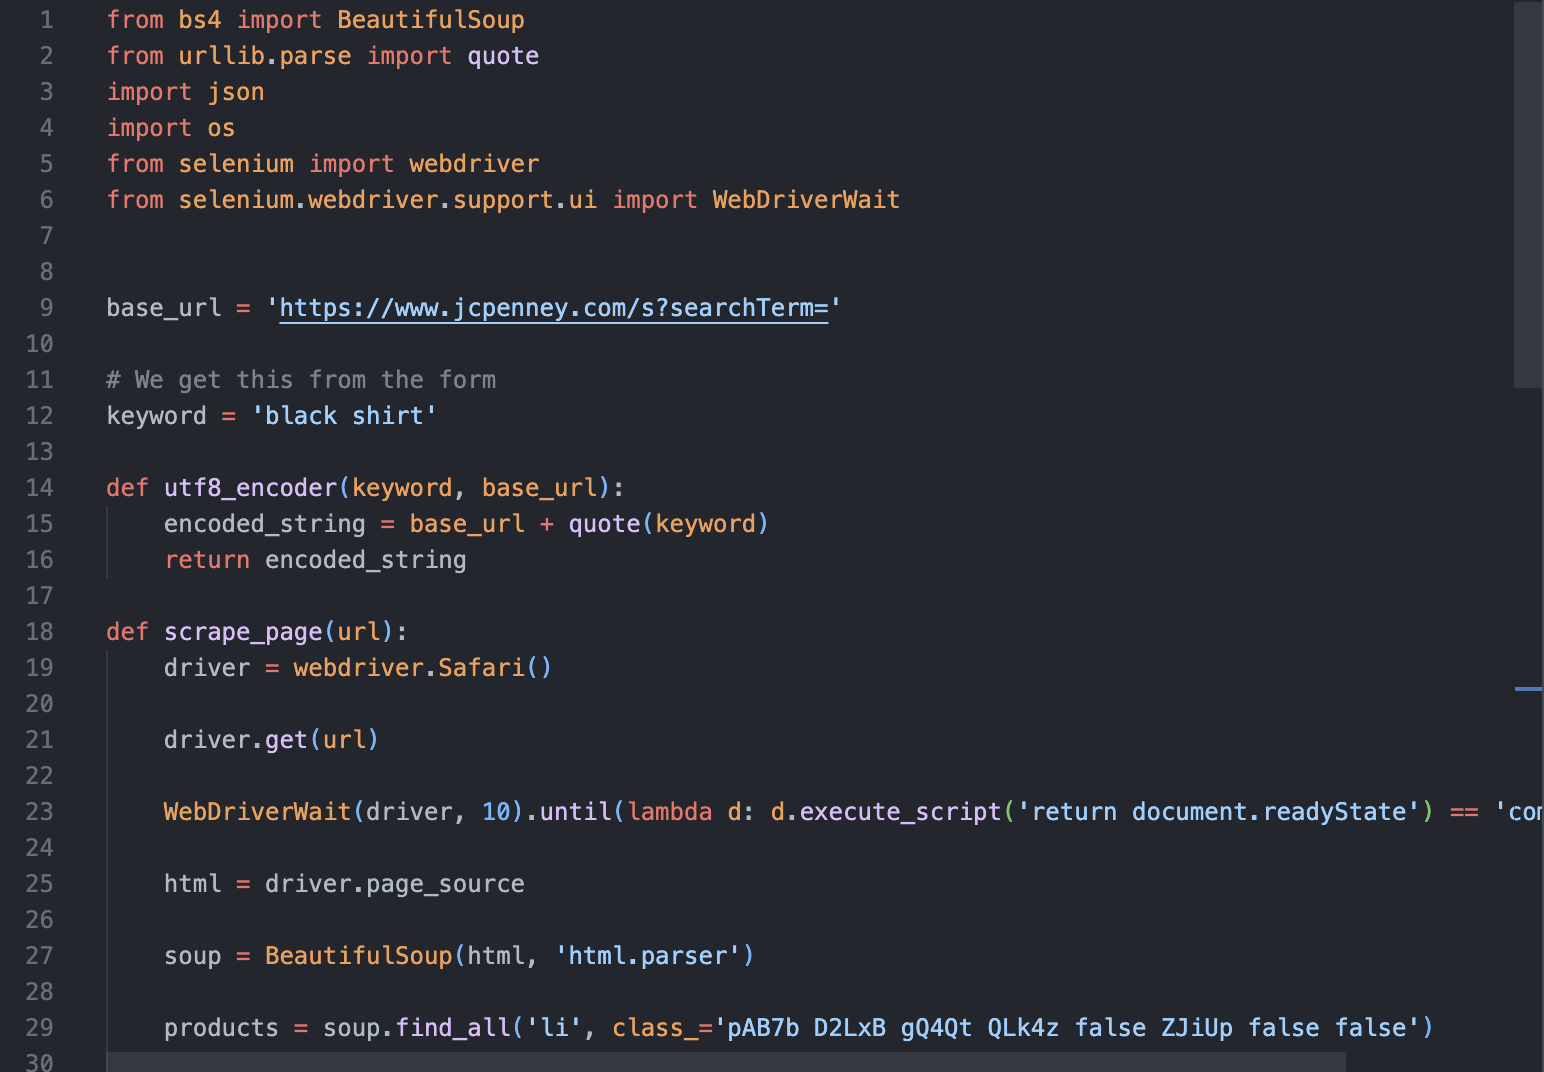 1 from bs4 import BeautifulSoup
2 from urllib.parse import quote
3 import json
4 import os
5 from selenium import webdriver
6 from selenium.webdriver.support.ui import WebDriverWait
7
8
9 base_url = 'https://www.jcpenney.com/s?searchTerm='
10
11 # We get this from the form
12 keyword = 'black shirt'
13
14 def utf8_encoder(keyword, base_url):
15     encoded_string = base_url + quote(keyword)
16     return encoded_string
17
18 def scrape_page(url):
19     driver = webdriver.Safari()
20
21     driver.get(url)
22
23     WebDriverWait(driver, 10).until(lambda d: d.execute_script('return document.readyState') == 'com
24
25     html = driver.page_source
26
27     soup = BeautifulSoup(html, 'html.parser')
28
29     products = soup.find_all('li', class_='pAB7b D2LxB gQ4Qt QLk4z false ZJiUp false false')
30